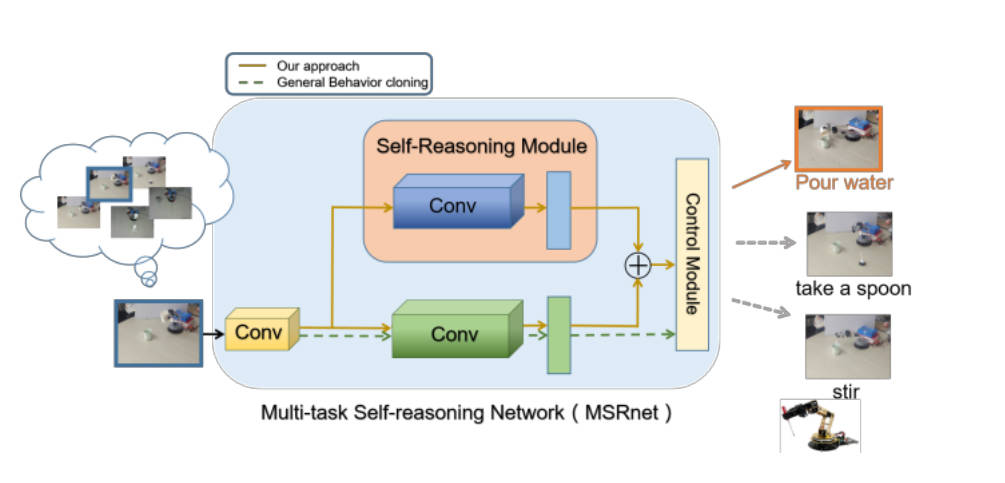 Our approach
General Behavior cloning
Self-Reasoning Module
Conv
Control Module
Pour water
take a spoon
Conv
Conv
stir
Multi-task Self-reasoning Network ( MSRnet )